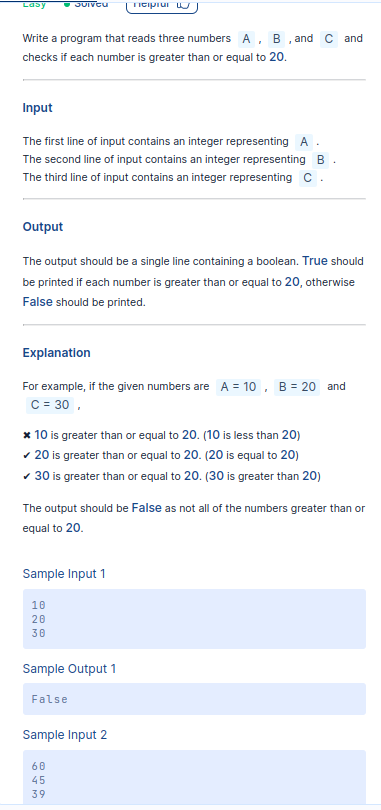 Easy Solved Helpful
Write a program that reads three numbers A , B , and C and
checks if each number is greater than or equal to 20.
Input
The first line of input contains an integer representing A .
The second line of input contains an integer representing B .
The third line of input contains an integer representing C .
Output
The output should be a single line containing a boolean. True should
be printed if each number is greater than or equal to 20, otherwise
False should be printed.
Explanation
For example, if the given numbers are A = 10 , B = 20 and
C = 30 ,
✖ 10 is greater than or equal to 20. (10 is less than 20)
✔ 20 is greater than or equal to 20. (20 is equal to 20)
✔ 30 is greater than or equal to 20. (30 is greater than 20)
The output should be False as not all of the numbers greater than or
equal to 20.
Sample Input 1
10
20
30
Sample Output 1
False
Sample Input 2
60
45
39